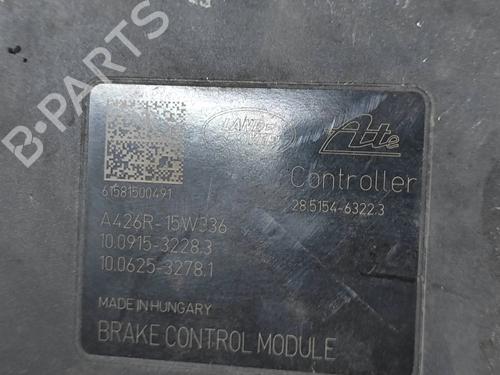 B-PARTS
LAND
Ate
61581500491
Controller
28.5154-6322.3
A426R-15W336
10.0915-3228.3
10.0625-3278.1
MADE IN HUNGARY
BRAKE CONTROL MODULE